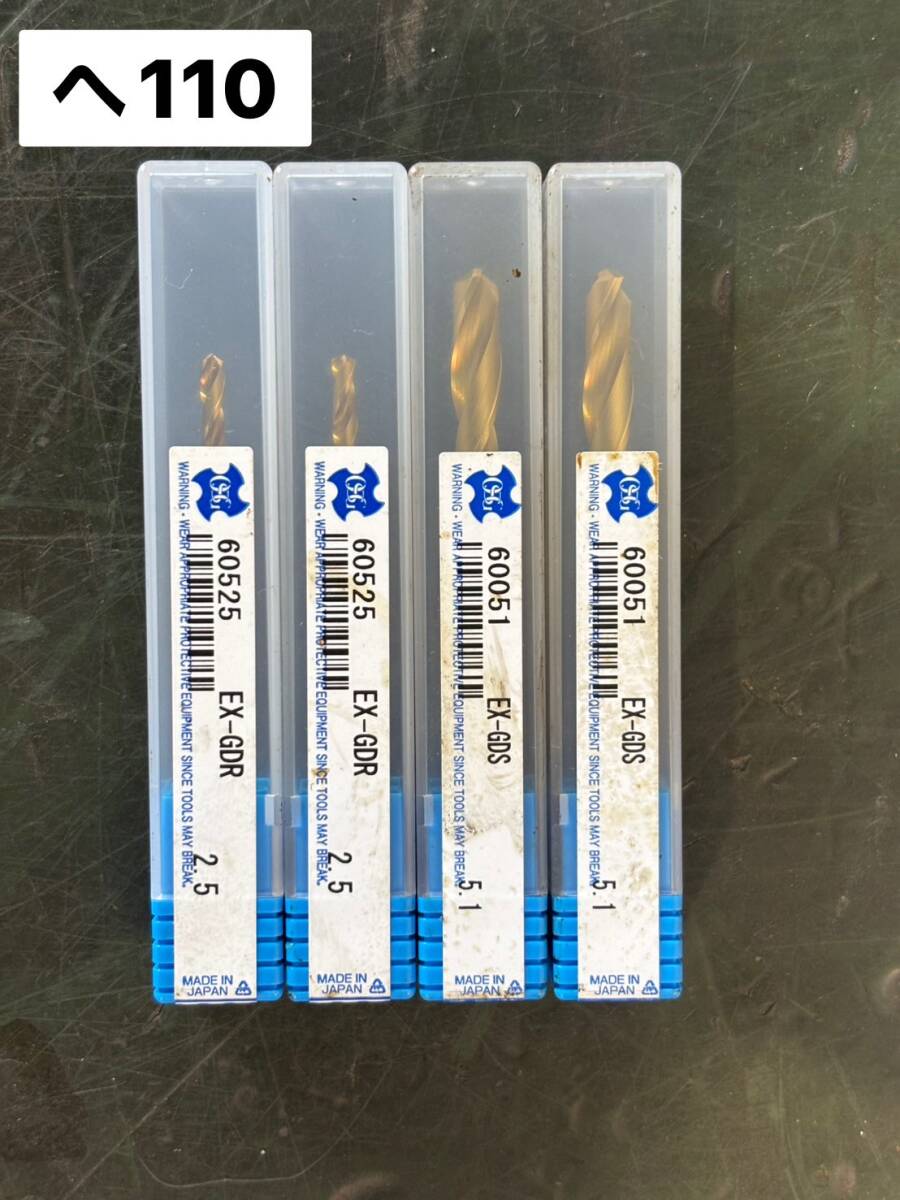 へ110
OSG
60525 EX-GDR 2.5
WARNING - WEAR APPROPRIATE PROTECTIVE EQUIPMENT SINCE TOOLS MAY BREAK.
MADE IN
JAPAN
OSG
60525 EX-GDR 2.5
WARNING - WEAR APPROPRIATE PROTECTIVE EQUIPMENT SINCE TOOLS MAY BREAK.
MADE IN
JAPAN
OSG
60051 EX-GDS 5.1
WARNING - WEAR APPROPRIATE PROTECTIVE EQUIPMENT SINCE TOOLS MAY BREAK.
MADE IN
JAPAN
OSG
60051 EX-GDS 5.1
WARNING - WEAR APPROPRIATE PROTECTIVE EQUIPMENT SINCE TOOLS MAY BREAK.
MADE IN
JAPAN